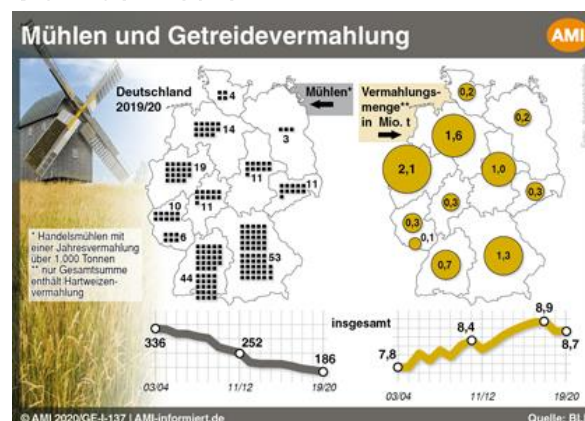 Mühlen und Getreidevermahlung
AMI
Deutschland
2019/20
Mühlen*
4
14
3
19
11
11
11
10
6
44
53
Vermahlungs-
menge**
in Mio. t
0,2
0,2
1,6
2,1
1,0
0,3
0,3
0,3
0,1
0,7
1,3
* Handelsmühlen mit
einer Jahresvermahlung
über 1.000 Tonnen
** nur Gesamtsumme
enthält Hartweizen-
vermahlung
insgesamt
336
252
186
03/04
11/12
19/20
7,8
8,4
8,9
8,7
03/04
11/12
19/20
© AMI 2020/GE-I-137 | AMI-informiert.de
Quelle: BL